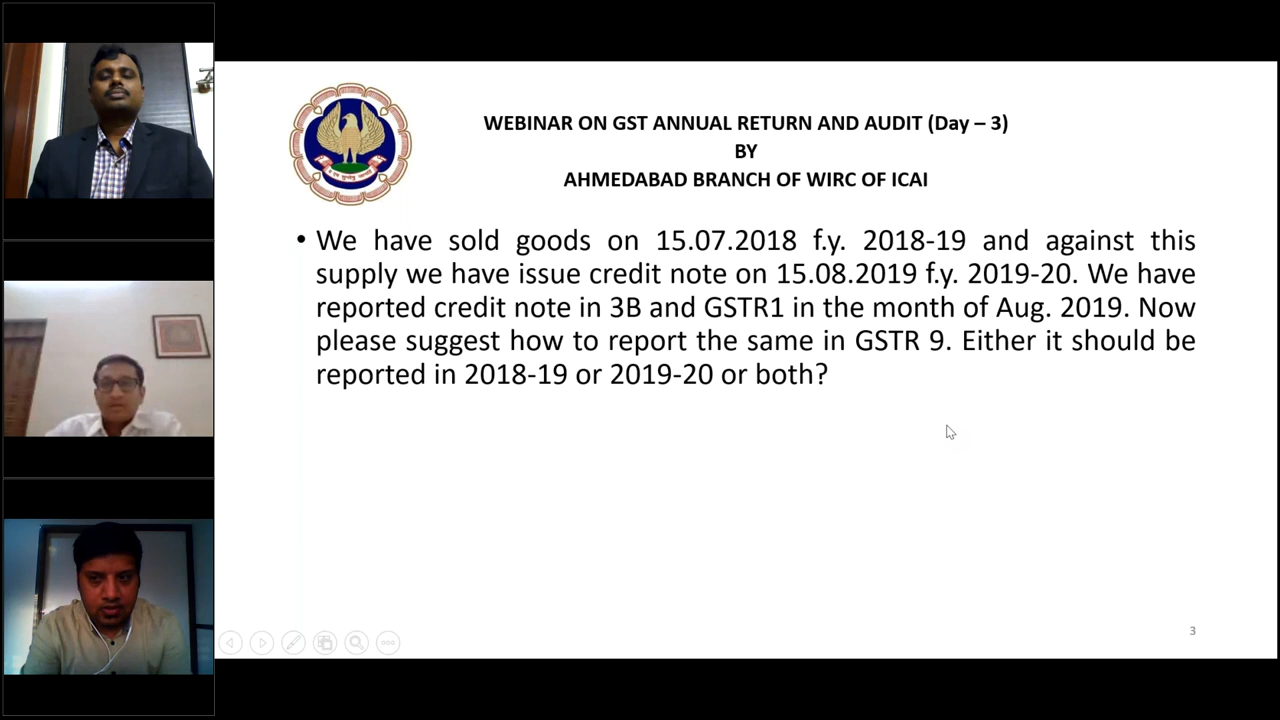 WEBINAR ON GST ANNUAL RETURN AND AUDIT (Day – 3)
BY
AHMEDABAD BRANCH OF WIRC OF ICAI
• We have sold goods on 15.07.2018 f.y. 2018-19 and against this
supply we have issue credit note on 15.08.2019 f.y. 2019-20. We have
reported credit note in 3B and GSTR1 in the month of Aug. 2019. Now
please suggest how to report the same in GSTR 9. Either it should be
reported in 2018-19 or 2019-20 or both?
3